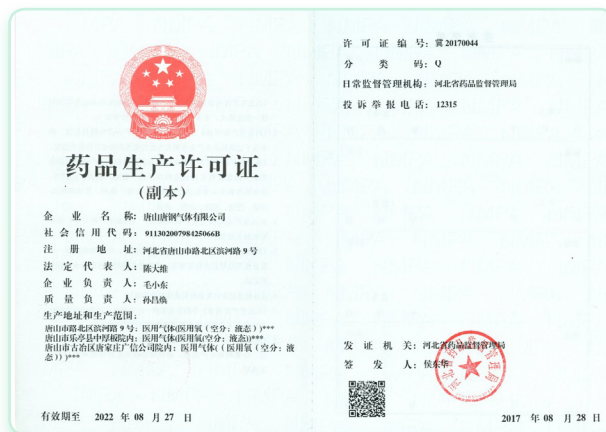 药品生产许可证
(副本)
企业名称: 唐山唐钢气体有限公司
社会信用代码: 91130200798425066B
注册地址: 河北省唐山市路北区滨河路9号
法定代表人: 陈大维
企业负责人: 毛小东
质量负责人: 孙昌焕
生产地址和生产范围:
唐山市路北区滨河路9号: 医用气体(医用氧(空分: 液态))***
唐山市乐亭县中厚板院内: 医用气体(医用氧(空分: 液态))***
唐山市古冶区唐家庄广信公司院内: 医用气体((医用氧(空分: 液
态)))***
有效期至 2022 年 08 月 27 日
许可证编号: 冀20170044
分类码: Q
日常监督管理机构: 河北省药品监督管理局
投诉举报电话: 12315
发证机关: 河北省药品监督管理局
签发人: 侯东华
2017 年 08 月 28 日